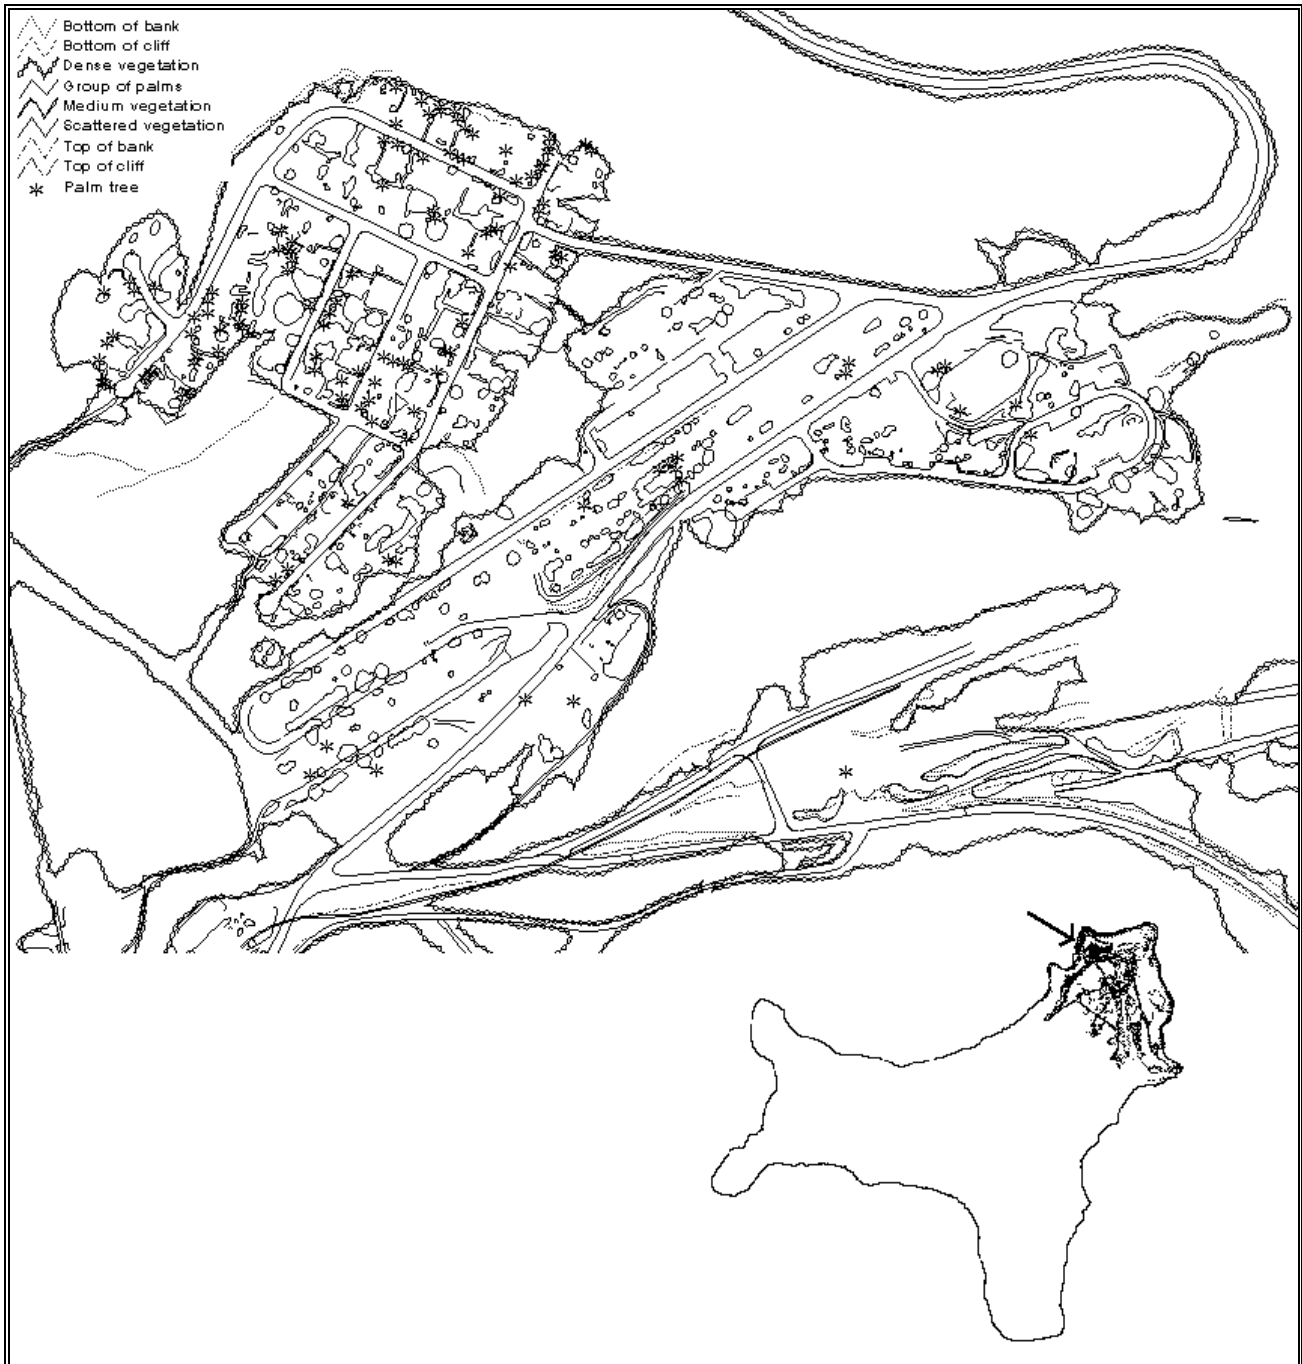 Bottom of bank
Bottom of cliff
Dense vegetation
Group of palms
Medium vegetation
Scattered vegetation
Top of bank
Top of cliff
Palm tree